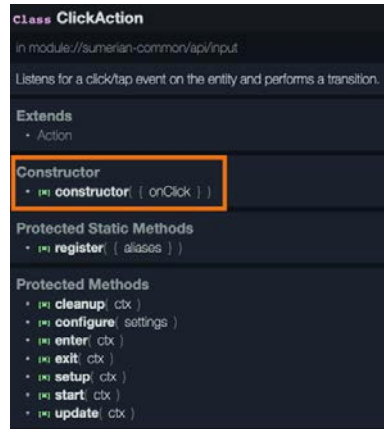 Class ClickAction
in module://sumerian-common/api/input
Listens for a click/tap event on the entity and performs a transition.
Extends
• Action
Constructor
• [M] constructor( { onClick } )
Protected Static Methods
• [M] register( { aliases } )
Protected Methods
• [M] cleanup( ctx )
• [M] configure( settings )
• [M] enter( ctx )
• [M] exit( ctx )
• [M] setup( ctx )
• [M] start( ctx )
• [M] update( ctx )